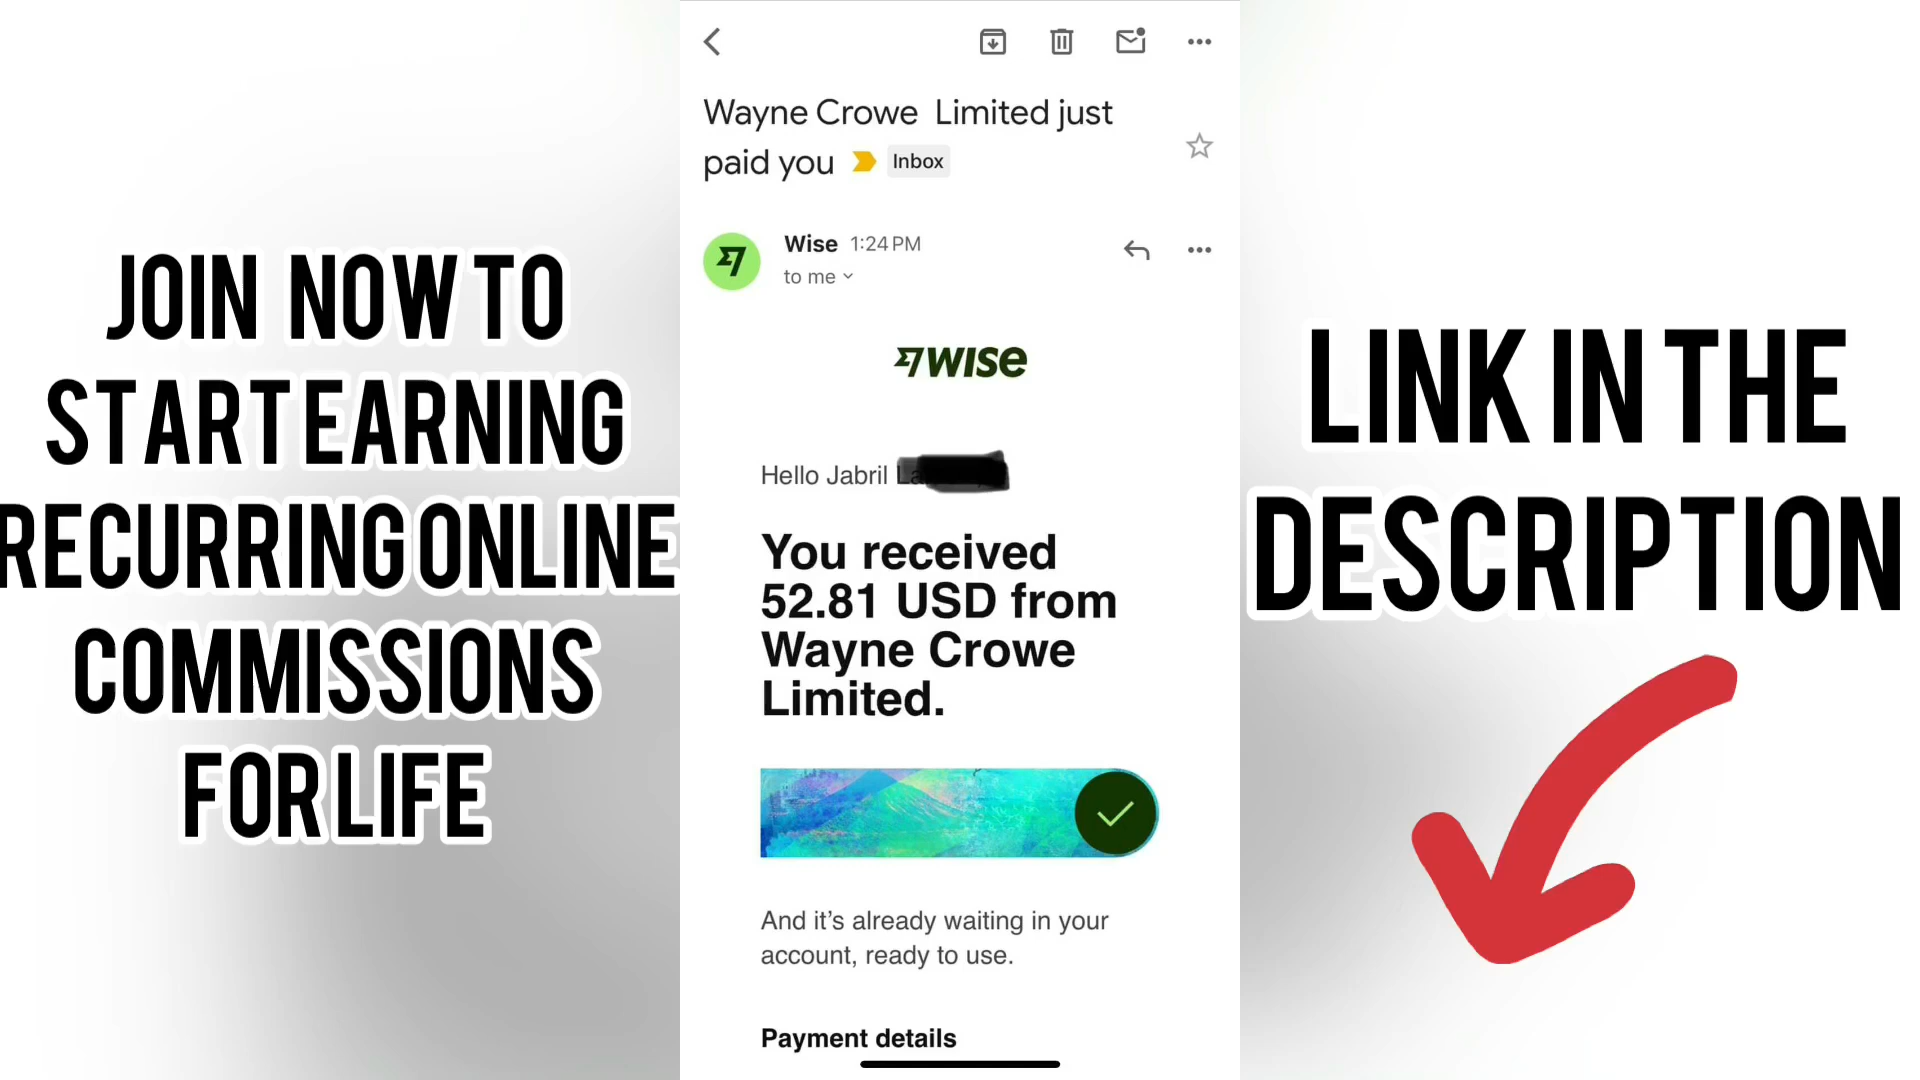 JOIN NOW TO
START EARNING
RECURRING ONLINE
COMMISSIONS
FOR LIFE
Wayne Crowe Limited just
paid you Inbox
Wise 1:24 PM
to me
WISE
Hello Jabril
You received
52.81 USD from
Wayne Crowe
Limited.
And it's already waiting in your
account, ready to use.
Payment details
LINK IN THE
DESCRIPTION